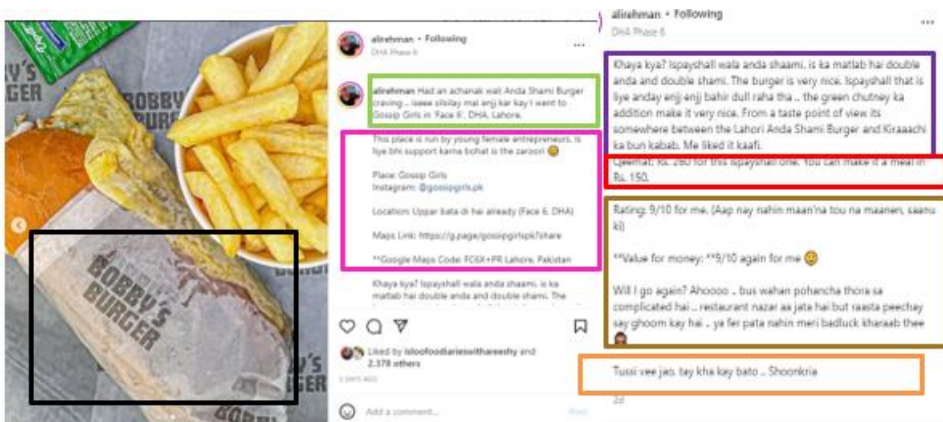 BOBBY'S
BURGER
BOBBY'S
BURGER
BOBBY'S
BURGER
alirehman • Following
DHA Phase 6
alirehman Had an achanak wali Anda Shami Burger
craving .. isaee silsilay mai enjj kar kay I went to
Gossip Girls in 'Face 6', DHA, Lahore.
This place is run by young female entrepreneurs. Is
liye bhi support karna bohat is the zaroori
Place: Gossip Girls
Instagram: @gossipgirls.pk
Location: Uppar bata di hai already (Face 6, DHA)
Maps Link: https://g.page/gossipgirlspk?share
**Google Maps Code: FC6X+PR Lahore, Pakistan
Khaya kya? Ispayshall wala anda shaami. is ka
matlab hai double anda and double shami. The
Liked by isloofoodiarieswithareeshy and
2,378 others
2 DAYS AGO
Add a comment...
Post
alirehman • Following
DHA Phase 6
Khaya kya? Ispayshall wala anda shaami. is ka matlab hai double
anda and double shami. The burger is very nice. Ispayshall that is
liye anday enjj enjj bahir dull raha tha .. the green chutney ka
addition make it very nice. From a taste point of view its
somewhere between the Lahori Anda Shami Burger and Kiraaachi
ka bun kabab. Me liked it kaafi.
Qeemat: Rs. 280 for this ispayshall one. You can make it a meal in
Rs. 150.
Rating: 9/10 for me. (Aap nay nahin maan'na tou na maanen, saanu
ki)
**Value for money: **9/10 again for me
Will I go again? Ahoooo .. bus wahan pohancha thora sa
complicated hai .. restaurant nazar aa jata hai but raasta peechay
say ghoom kay hai .. ya fer pata nahin meri badluck kharaab thee
Tussi vee jao, tay kha kay bato .. Shoonkria
2d